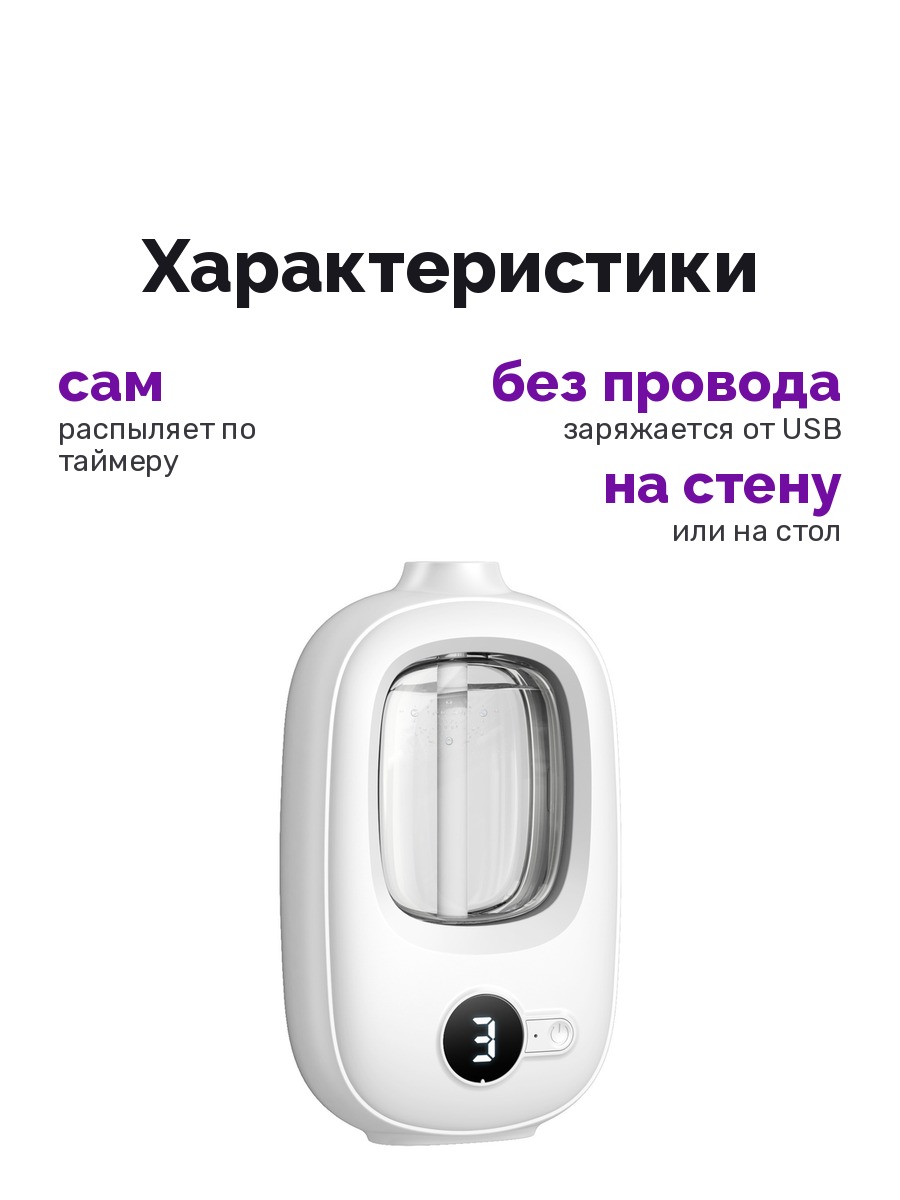 Характеристики
сам
распыляет по
таймеру
без провода
заряжается от USB
на стену
или на стол
3